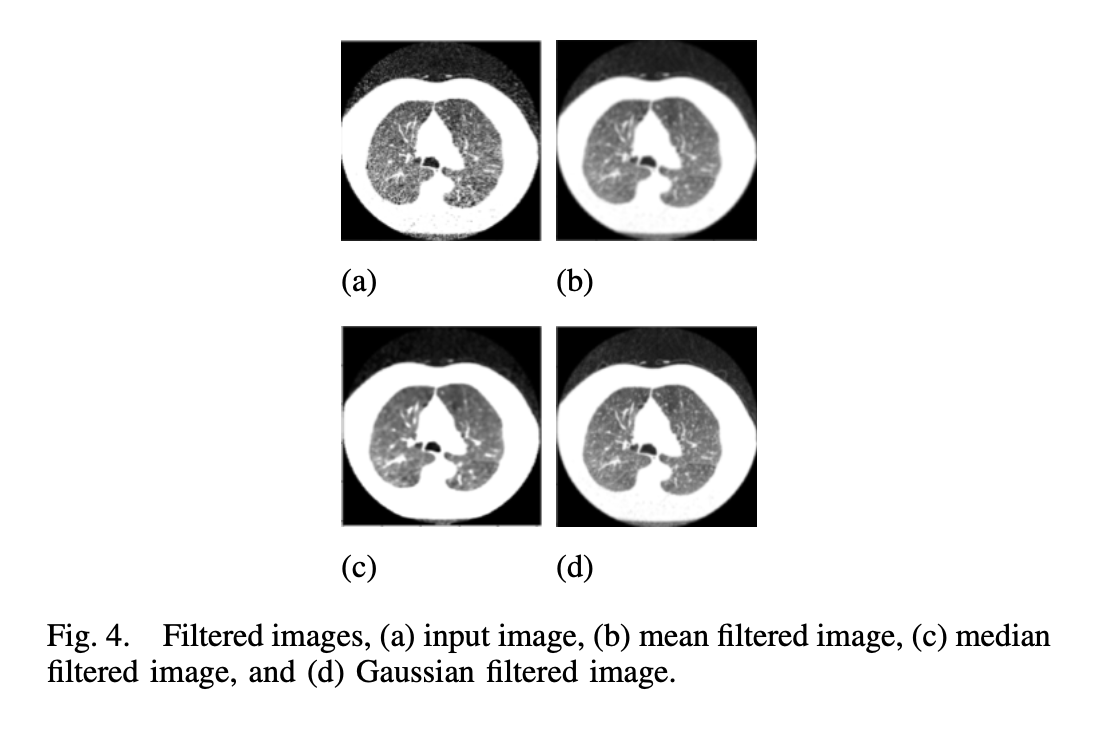 (a) (b)
(c) (d)
Fig. 4. Filtered images, (a) input image, (b) mean filtered image, (c) median
filtered image, and (d) Gaussian filtered image.